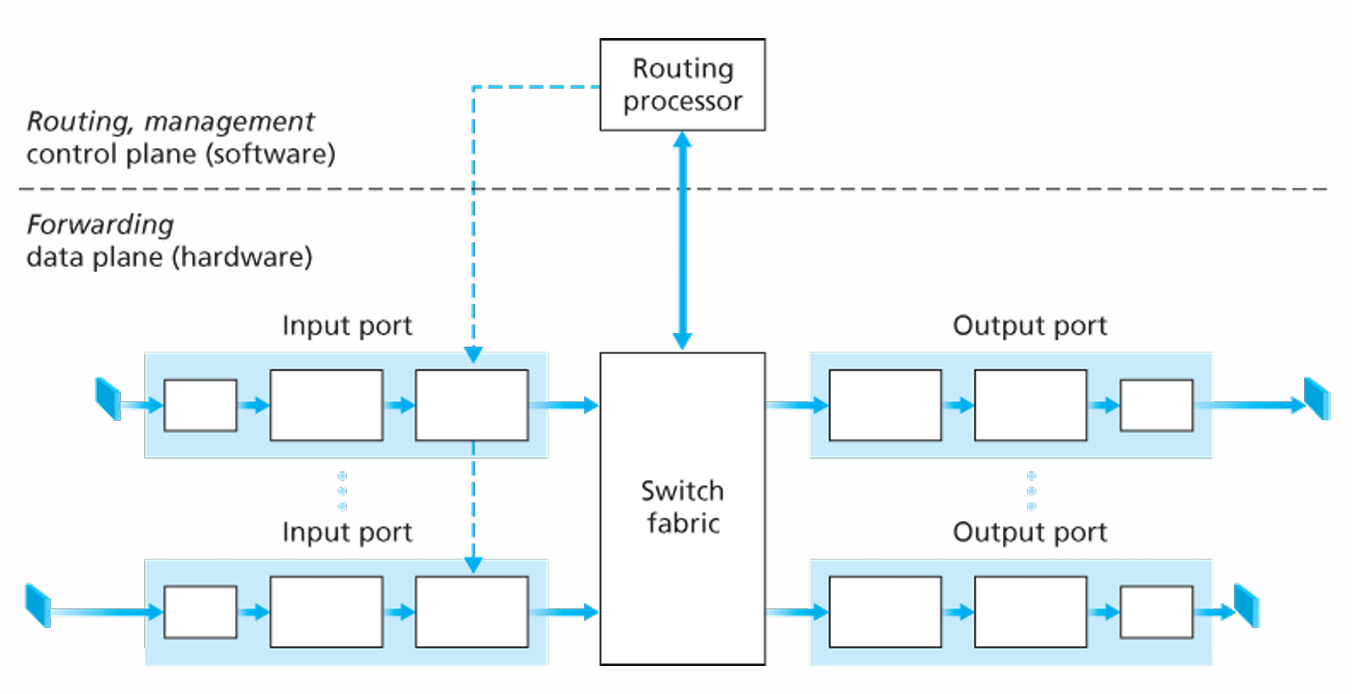 Routing
processor
Routing, management
control plane (software)
Forwarding
data plane (hardware)
Input port
Output port
Switch
fabric
Input port
Output port